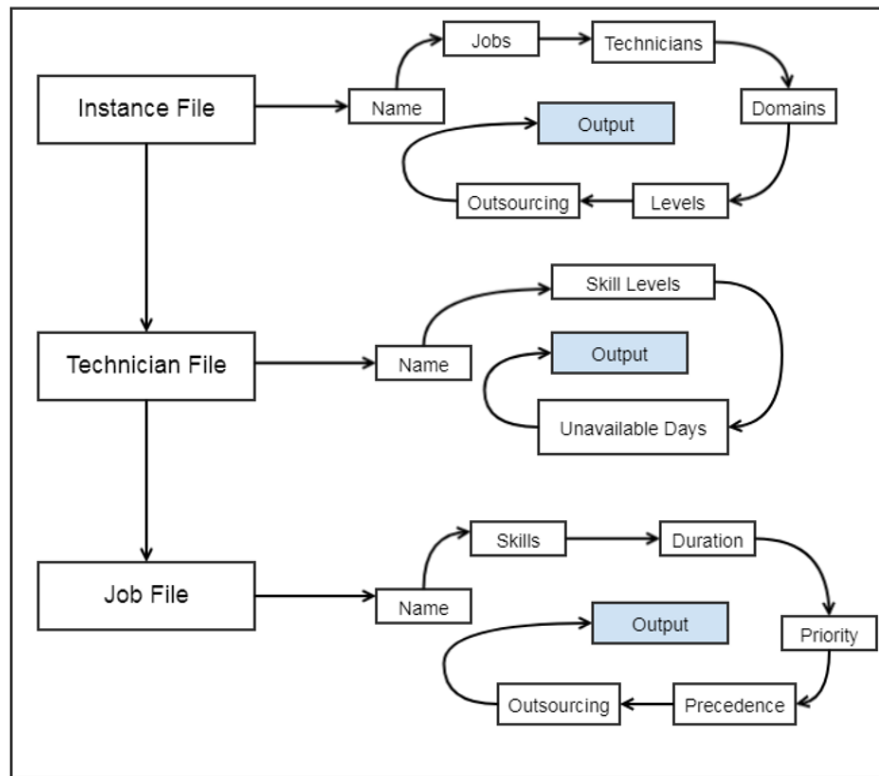 Instance File
Name
Jobs
Technicians
Domains
Levels
Outsourcing
Output
Technician File
Name
Skill Levels
Unavailable Days
Output
Job File
Name
Skills
Duration
Priority
Precedence
Outsourcing
Output